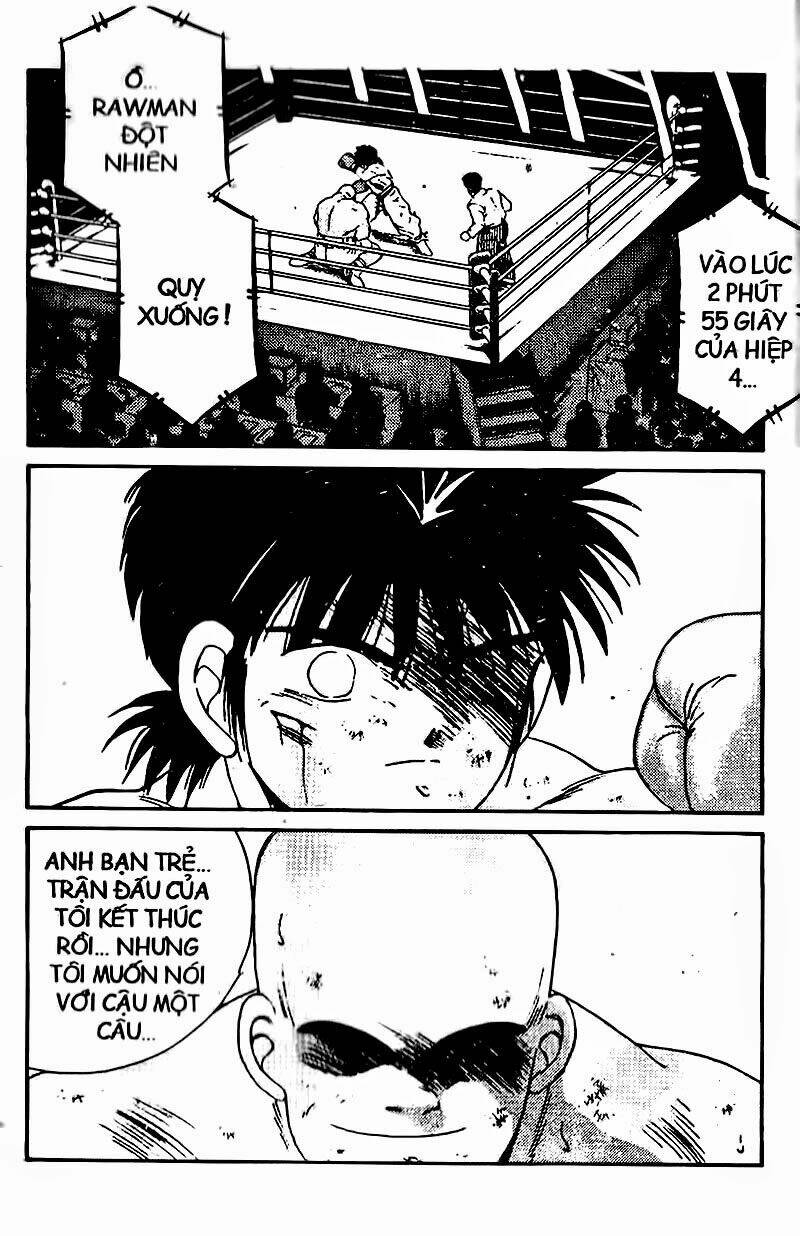 VÀO LÚC
2 PHÚT
55 GIÂY
CỦA HIỆP
4...
Ồ...
RAWMAN
ĐỘT
NHIÊN
QUỴ
XUỐNG!
ANH BẠN TRẺ...
TRẬN ĐẤU CỦA
TÔI KẾT THÚC
RỒI... NHƯNG
TÔI MUỐN NÓI
VỚI CẬU MỘT
CÂU...